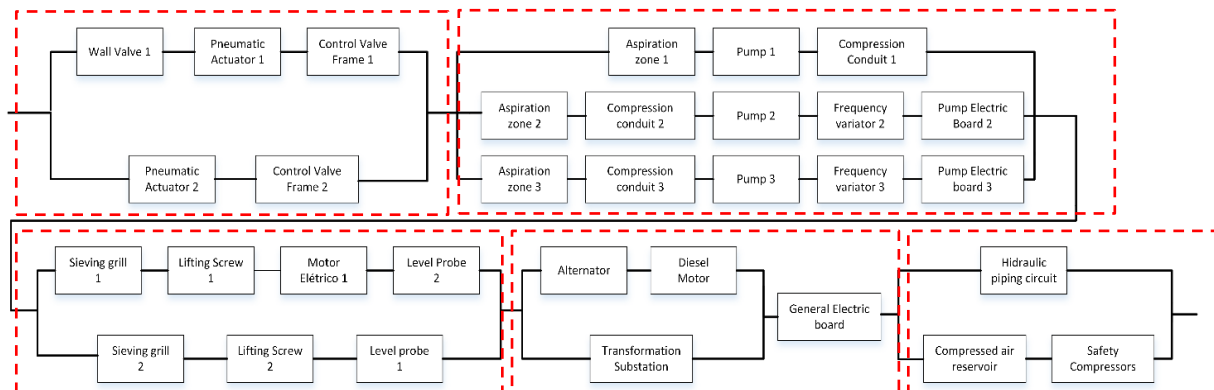 Wall Valve 1
Pneumatic
Actuator 1
Control Valve
Frame 1
Pneumatic
Actuator 2
Control Valve
Frame 2
Aspiration
zone 1
Pump 1
Compression
Conduit 1
Aspiration
zone 2
Compression
conduit 2
Pump 2
Frequency
variator 2
Pump Electric
Board 2
Aspiration
zone 3
Compression
conduit 3
Pump 3
Frequency
variator 3
Pump Electric
board 3
Sieving grill
1
Lifting Screw
1
Motor
Elétrico 1
Level Probe
2
Sieving grill
2
Lifting Screw
2
Level probe
1
Alternator
Diesel
Motor
Transformation
Substation
General Electric
board
Hidraulic
piping circuit
Compressed air
reservoir
Safety
Compressors